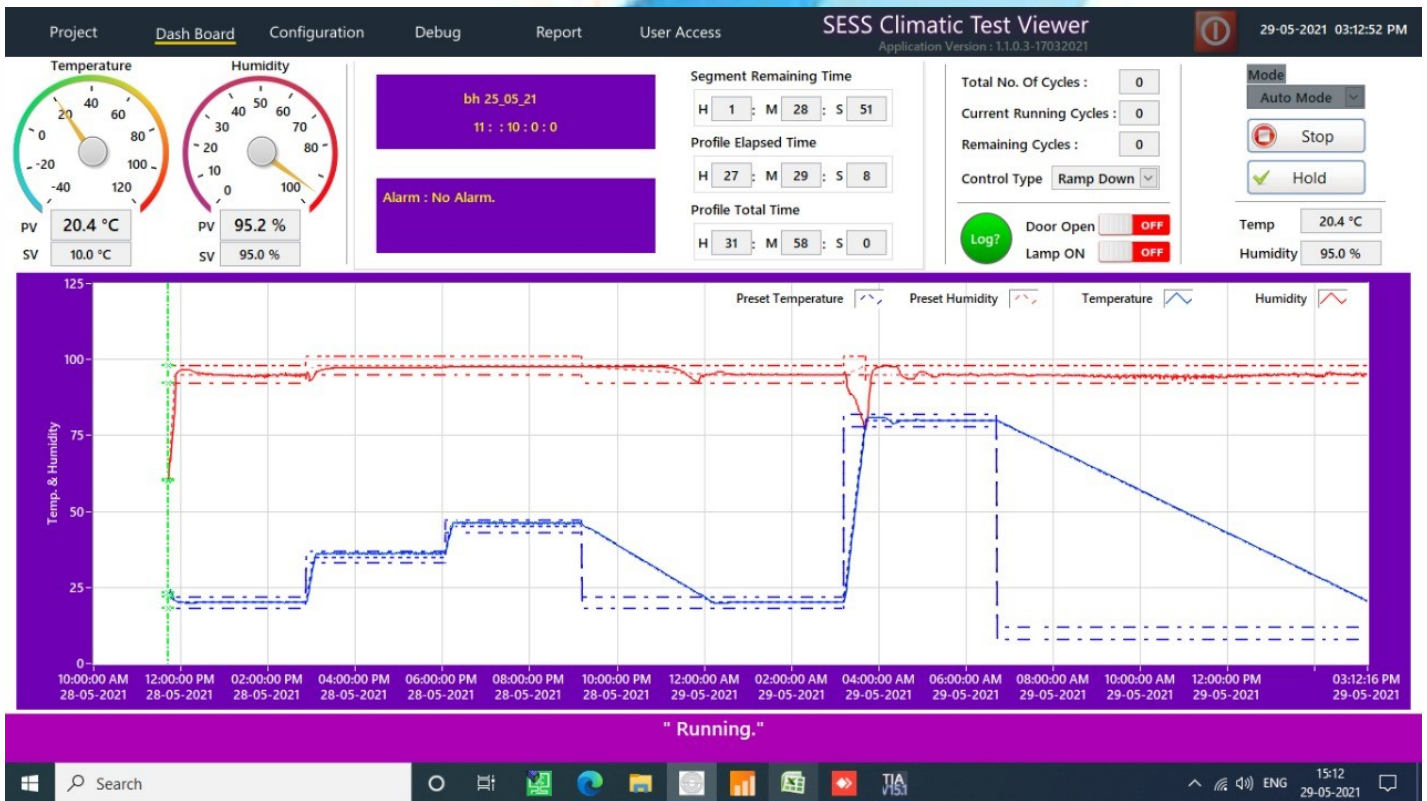 Project Dash Board Configuration Debug Report User Access SESS Climatic Test Viewer 29-05-2021 03:12:52 PM
Application Version : 1.1.0.3-17032021
Temperature Humidity
-40 -20 0 20 40 60 80 100 120
0 10 20 30 40 50 60 70 80 100
PV 20.4 °C PV 95.2 %
SV 10.0 °C SV 95.0 %
bh 25_05_21
11 : : 10 : 0 : 0
Alarm : No Alarm.
Segment Remaining Time
H 1 : M 28 : S 51
Profile Elapsed Time
H 27 : M 29 : S 8
Profile Total Time
H 31 : M 58 : S 0
Total No. Of Cycles : 0
Current Running Cycles : 0
Remaining Cycles : 0
Control Type Ramp Down
Log? Door Open OFF
Lamp ON OFF
Mode
Auto Mode
Stop
Hold
Temp 20.4 °C
Humidity 95.0 %
Preset Temperature Preset Humidity Temperature Humidity
Temp. & Humidity
125
100
75
50
25
0
10:00:00 AM 12:00:00 PM 02:00:00 PM 04:00:00 PM 06:00:00 PM 08:00:00 PM 10:00:00 PM 12:00:00 AM 02:00:00 AM 04:00:00 AM 06:00:00 AM 08:00:00 AM 10:00:00 AM 12:00:00 PM 03:12:16 PM
28-05-2021 28-05-2021 28-05-2021 28-05-2021 28-05-2021 28-05-2021 28-05-2021 29-05-2021 29-05-2021 29-05-2021 29-05-2021 29-05-2021 29-05-2021 29-05-2021 29-05-2021
" Running."
Search TIA V15.1 ENG 15:12
29-05-2021